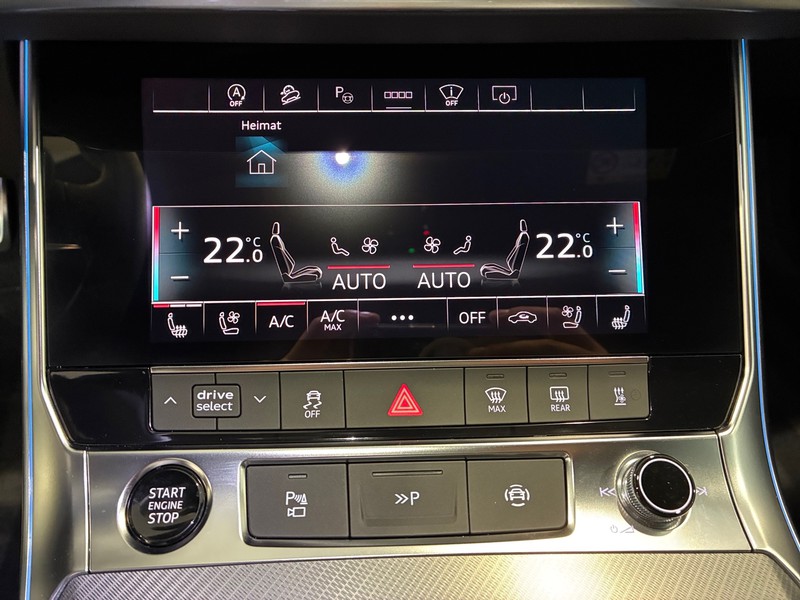 A
OFF
P
i
OFF
Heimat
+
22.0 °C
AUTO
AUTO
22.0 °C
+
A/C
A/C
MAX
•••
OFF
drive
select
OFF
MAX
REAR
START
ENGINE
STOP
P
>>P